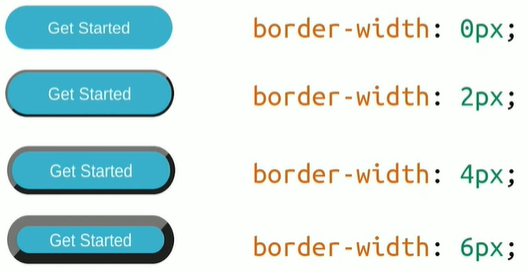 Get Started border-width: 0px;
Get Started border-width: 2px;
Get Started border-width: 4px;
Get Started border-width: 6px;